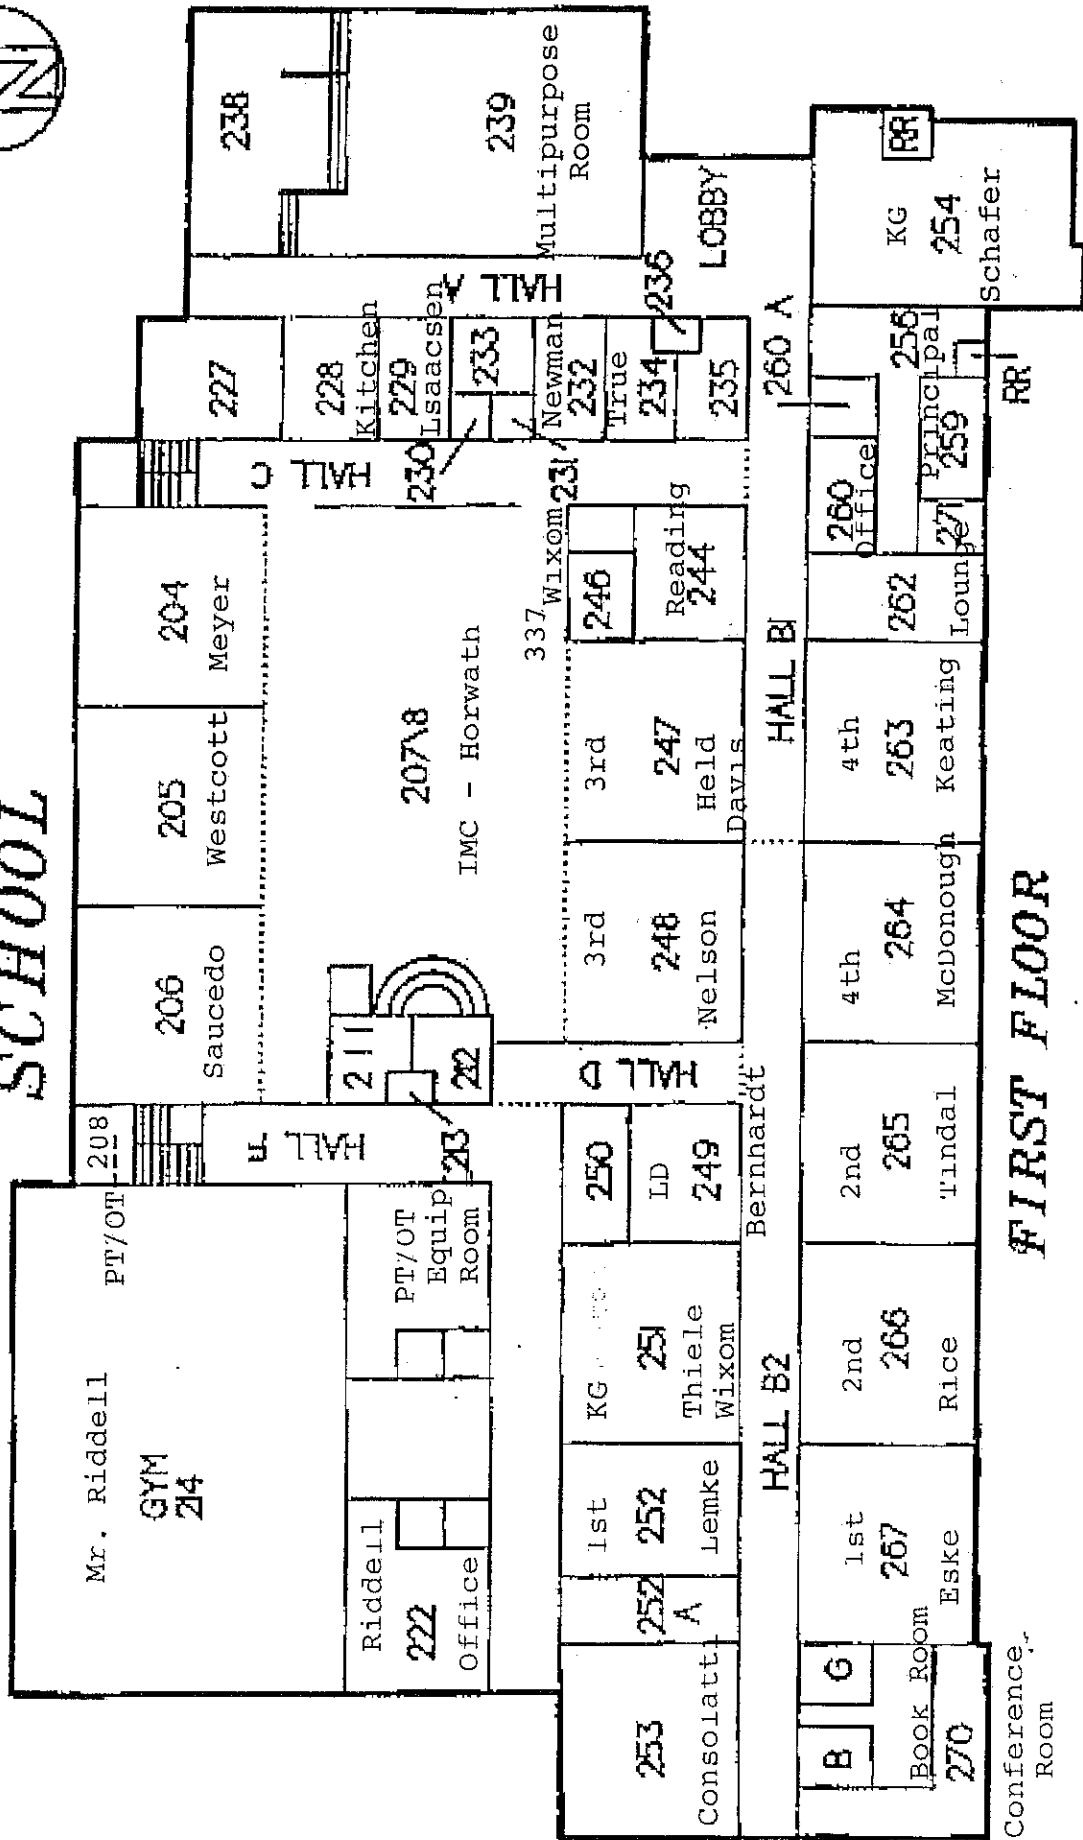 N
SCHOOL
238
239
Multipurpose
Room
HALL A
LOBBY
RR
KG
254
Schafer
227
228
Kitchen
229
Lsaacsen
230
233
231
Newman
232
True
234
236
235
260 A
256
Principal
259
RR
260
Office
271
262
Lounge
HALL C
204
Meyer
205
Westcott
206
Saucedo
207\8
IMC - Horwath
337
Wixom
246
Reading
244
3rd
247
Held
Davis
3rd
248
Nelson
HALL B1
4th
263
Keating
4th
264
McDonough
211
212
213
HALL D
208
HALL E
PT/OT
Mr. Riddell
GYM
214
PT/OT
Equip
Room
Riddell
222
Office
250
LD
249
Bernhardt
KG
251
Thiele
Wixom
1st
252
Lemke
252
A
253
Consolatti
HALL B2
2nd
265
Tindal
2nd
266
Rice
1st
267
Eske
G
B
Book Room
270
Conference
Room
FIRST FLOOR